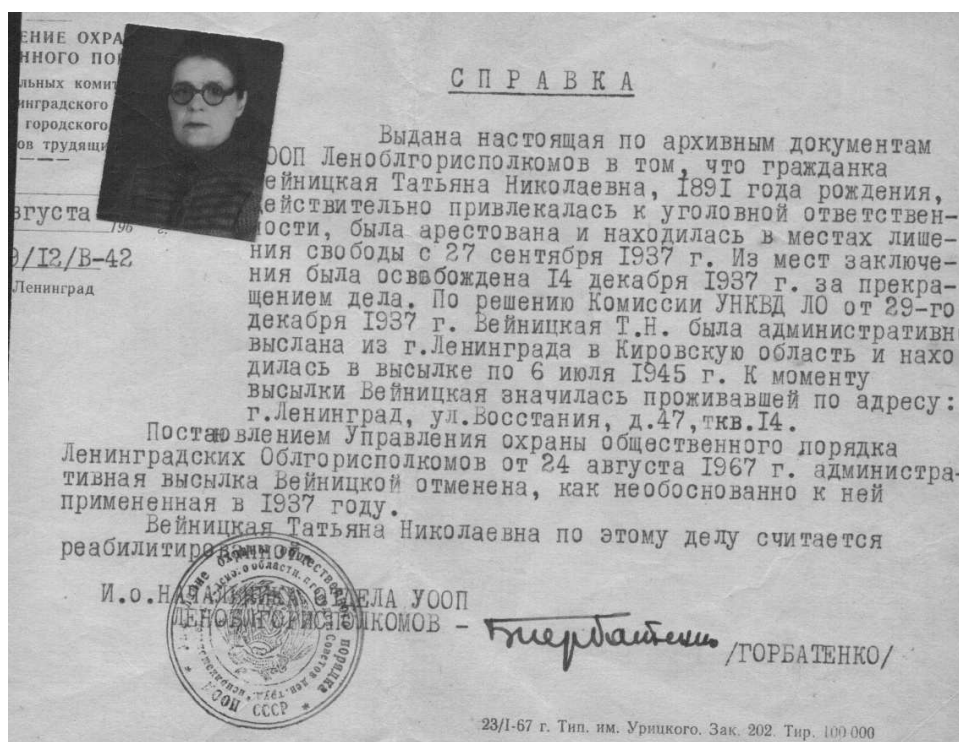 ЕНИЕ ОХРА
ННОГО ПО
льных комит
инградского
городского
ов трудящи
вгуста
196 г.
9/12/В-42
Ленинград
СПРАВКА
Выдана настоящая по архивным документам
ООП Леноблгорисполкомов в том, что гражданка
ейницкая Татьяна Николаевна, 1891 года рождения,
ействительно привлекалась к уголовной ответствен-
ности, была арестована и находилась в местах лише-
ния свободы с 27 сентября 1937 г. Из мест заключе-
ния была освобождена 14 декабря 1937 г. за прекра-
щением дела. По решению Комиссии УНКВД ЛО от 29-го
декабря 1937 г. Вейницкая Т.Н. была административн
выслана из г.Ленинграда в Кировскую область и нахо
дилась в высылке по 6 июля 1945 г. К моменту
высылки Вейницкая значилась проживавшей по адресу:
г.Ленинград, ул.Восстания, д.47,ткв.14.
Постановлением Управления охраны общественного порядка
Ленинградских Облгорисполкомов от 24 августа 1967 г. администра-
тивная высылка Вейницкой отменена, как необоснованно к ней
примененная в 1937 году.
Вейницкая Татьяна Николаевна по этому делу считается
реабилитированной.
И.о.НАЧАЛЬНИКА ОТДЕЛА УООП
ЛЕНОБЛГОРИСПОЛКОМОВ -
/ГОРБАТЕНКО/
МООП СССР
23/I-67 г. Тип. им. Урицкого. Зак. 202. Тир. 100 000